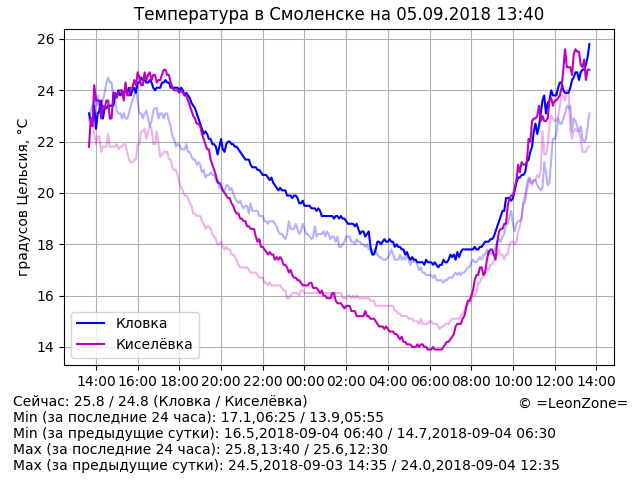 Температура в Смоленске на 05.09.2018 13:40
градусов Цельсия, °C
26
24
22
20
18
16
14
Кловка
Киселёвка
14:00 16:00 18:00 20:00 22:00 00:00 02:00 04:00 06:00 08:00 10:00 12:00 14:00
Сейчас: 25.8 / 24.8 (Кловка / Киселёвка)
© =LeonZone=
Min (за последние 24 часа): 17.1,06:25 / 13.9,05:55
Min (за предыдущие сутки): 16.5,2018-09-04 06:40 / 14.7,2018-09-04 06:30
Max (за последние 24 часа): 25.8,13:40 / 25.6,12:30
Max (за предыдущие сутки): 24.5,2018-09-03 14:35 / 24.0,2018-09-04 12:35